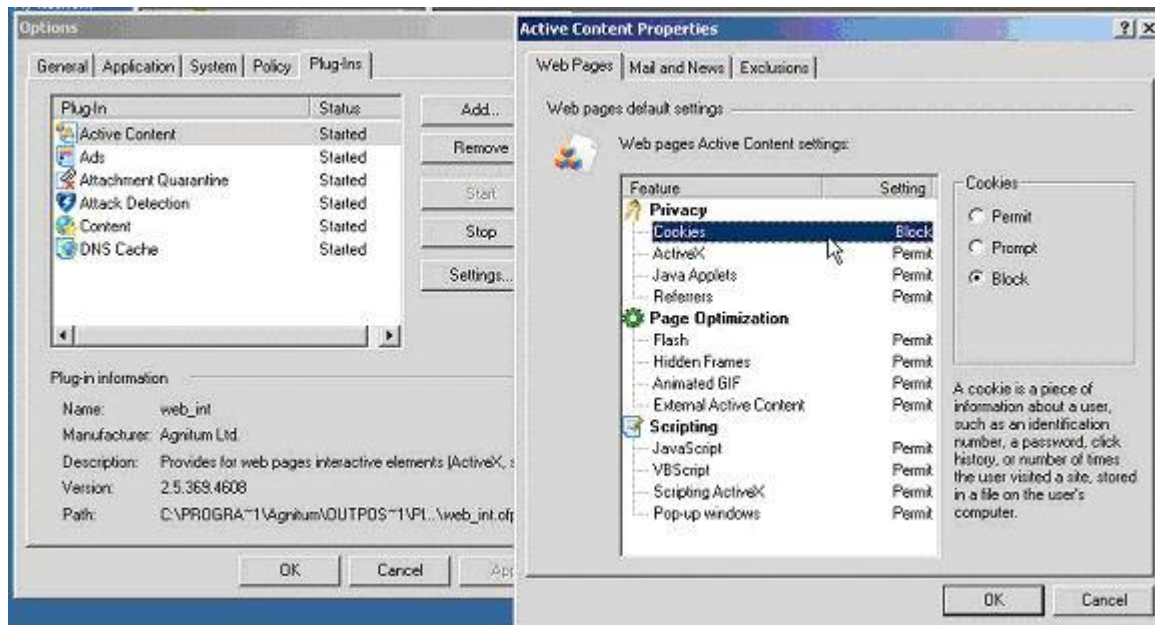 Options
General Application System Policy Plug-Ins
Plug-In Status
Active Content Started
Ads Started
Attachment Quarantine Started
Attack Detection Started
Content Started
DNS Cache Started
Add...
Remove
Start
Stop
Settings...
Plug-in information
Name: web_int
Manufacturer: Agnitum Ltd.
Description: Provides for web pages interactive elements (ActiveX, s
Version: 2.5.369.4608
Path: C:\PROGRA~1\Agnitum\OUTPOS~1\Pl...\web_int.ofp
OK Cancel
Active Content Properties
Web Pages Mail and News Exclusions
Web pages default settings
Web pages Active Content settings:
Feature Setting
Privacy
Cookies Block
ActiveX Permit
Java Applets Permit
Referrers Permit
Page Optimization
Flash Permit
Hidden Frames Permit
Animated GIF Permit
External Active Content Permit
Scripting
JavaScript Permit
VBScript Permit
Scripting ActiveX Permit
Pop-up windows Permit
Cookies
Permit
Prompt
Block
A cookie is a piece of
information about a user,
such as an identification
number, a password, click
history, or number of times
the user visited a site, stored
in a file on the user's
computer.
OK Cancel